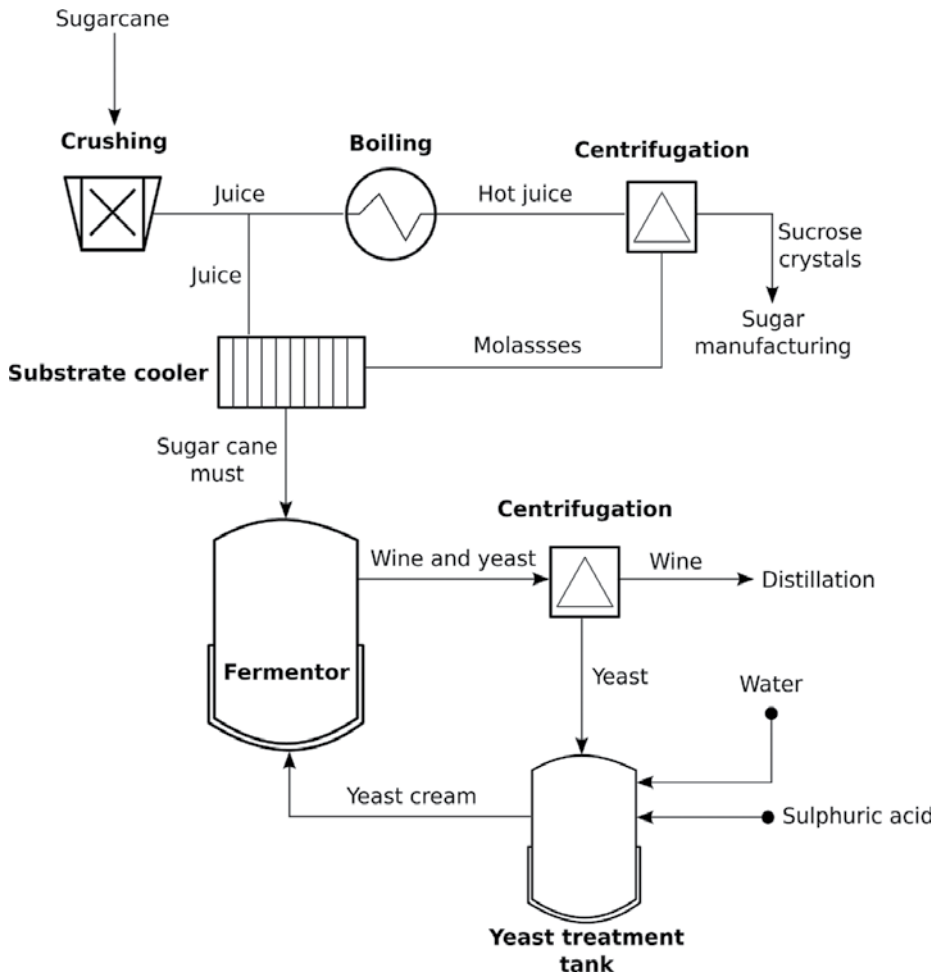 Sugarcane
Crushing
Boiling
Centrifugation
Juice
Hot juice
Sucrose
crystals
Juice
Sugar
manufacturing
Molassses
Substrate cooler
Sugar cane
must
Centrifugation
Wine and yeast
Wine
Distillation
Fermentor
Yeast
Water
Yeast cream
Sulphuric acid
Yeast treatment
tank